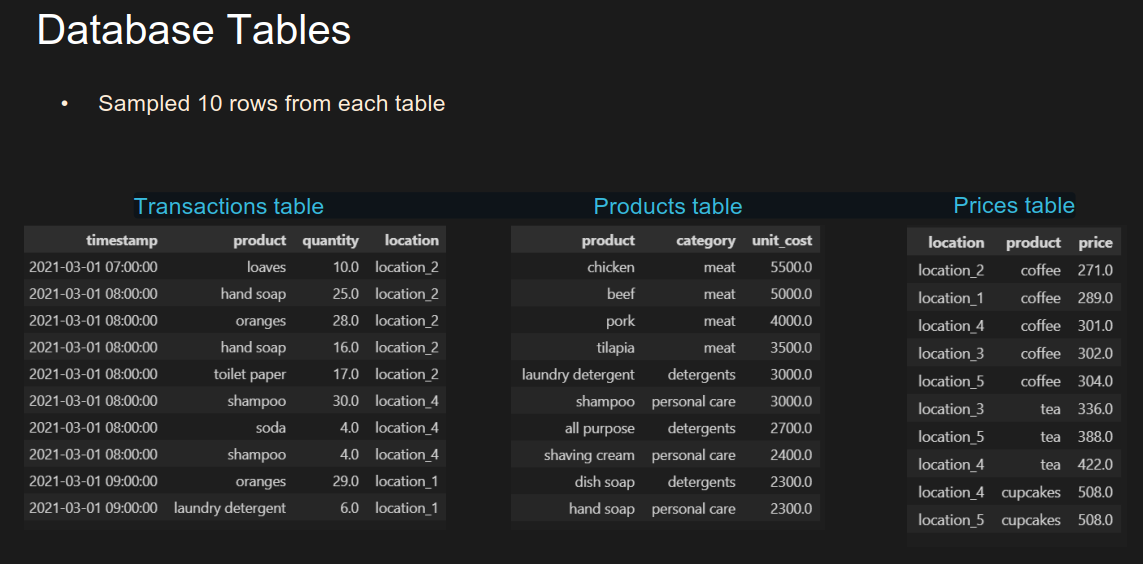 Database Tables
• Sampled 10 rows from each table
Transactions table
timestamp product quantity location
2021-03-01 07:00:00 loaves 10.0 location_2
2021-03-01 08:00:00 hand soap 25.0 location_2
2021-03-01 08:00:00 oranges 28.0 location_2
2021-03-01 08:00:00 hand soap 16.0 location_2
2021-03-01 08:00:00 toilet paper 17.0 location_2
2021-03-01 08:00:00 shampoo 30.0 location_4
2021-03-01 08:00:00 soda 4.0 location_4
2021-03-01 08:00:00 shampoo 4.0 location_4
2021-03-01 09:00:00 oranges 29.0 location_1
2021-03-01 09:00:00 laundry detergent 6.0 location_1
Products table
product category unit_cost
chicken meat 5500.0
beef meat 5000.0
pork meat 4000.0
tilapia meat 3500.0
laundry detergent detergents 3000.0
shampoo personal care 3000.0
all purpose detergents 2700.0
shaving cream personal care 2400.0
dish soap detergents 2300.0
hand soap personal care 2300.0
Prices table
location product price
location_2 coffee 271.0
location_1 coffee 289.0
location_4 coffee 301.0
location_3 coffee 302.0
location_5 coffee 304.0
location_3 tea 336.0
location_5 tea 388.0
location_4 tea 422.0
location_4 cupcakes 508.0
location_5 cupcakes 508.0